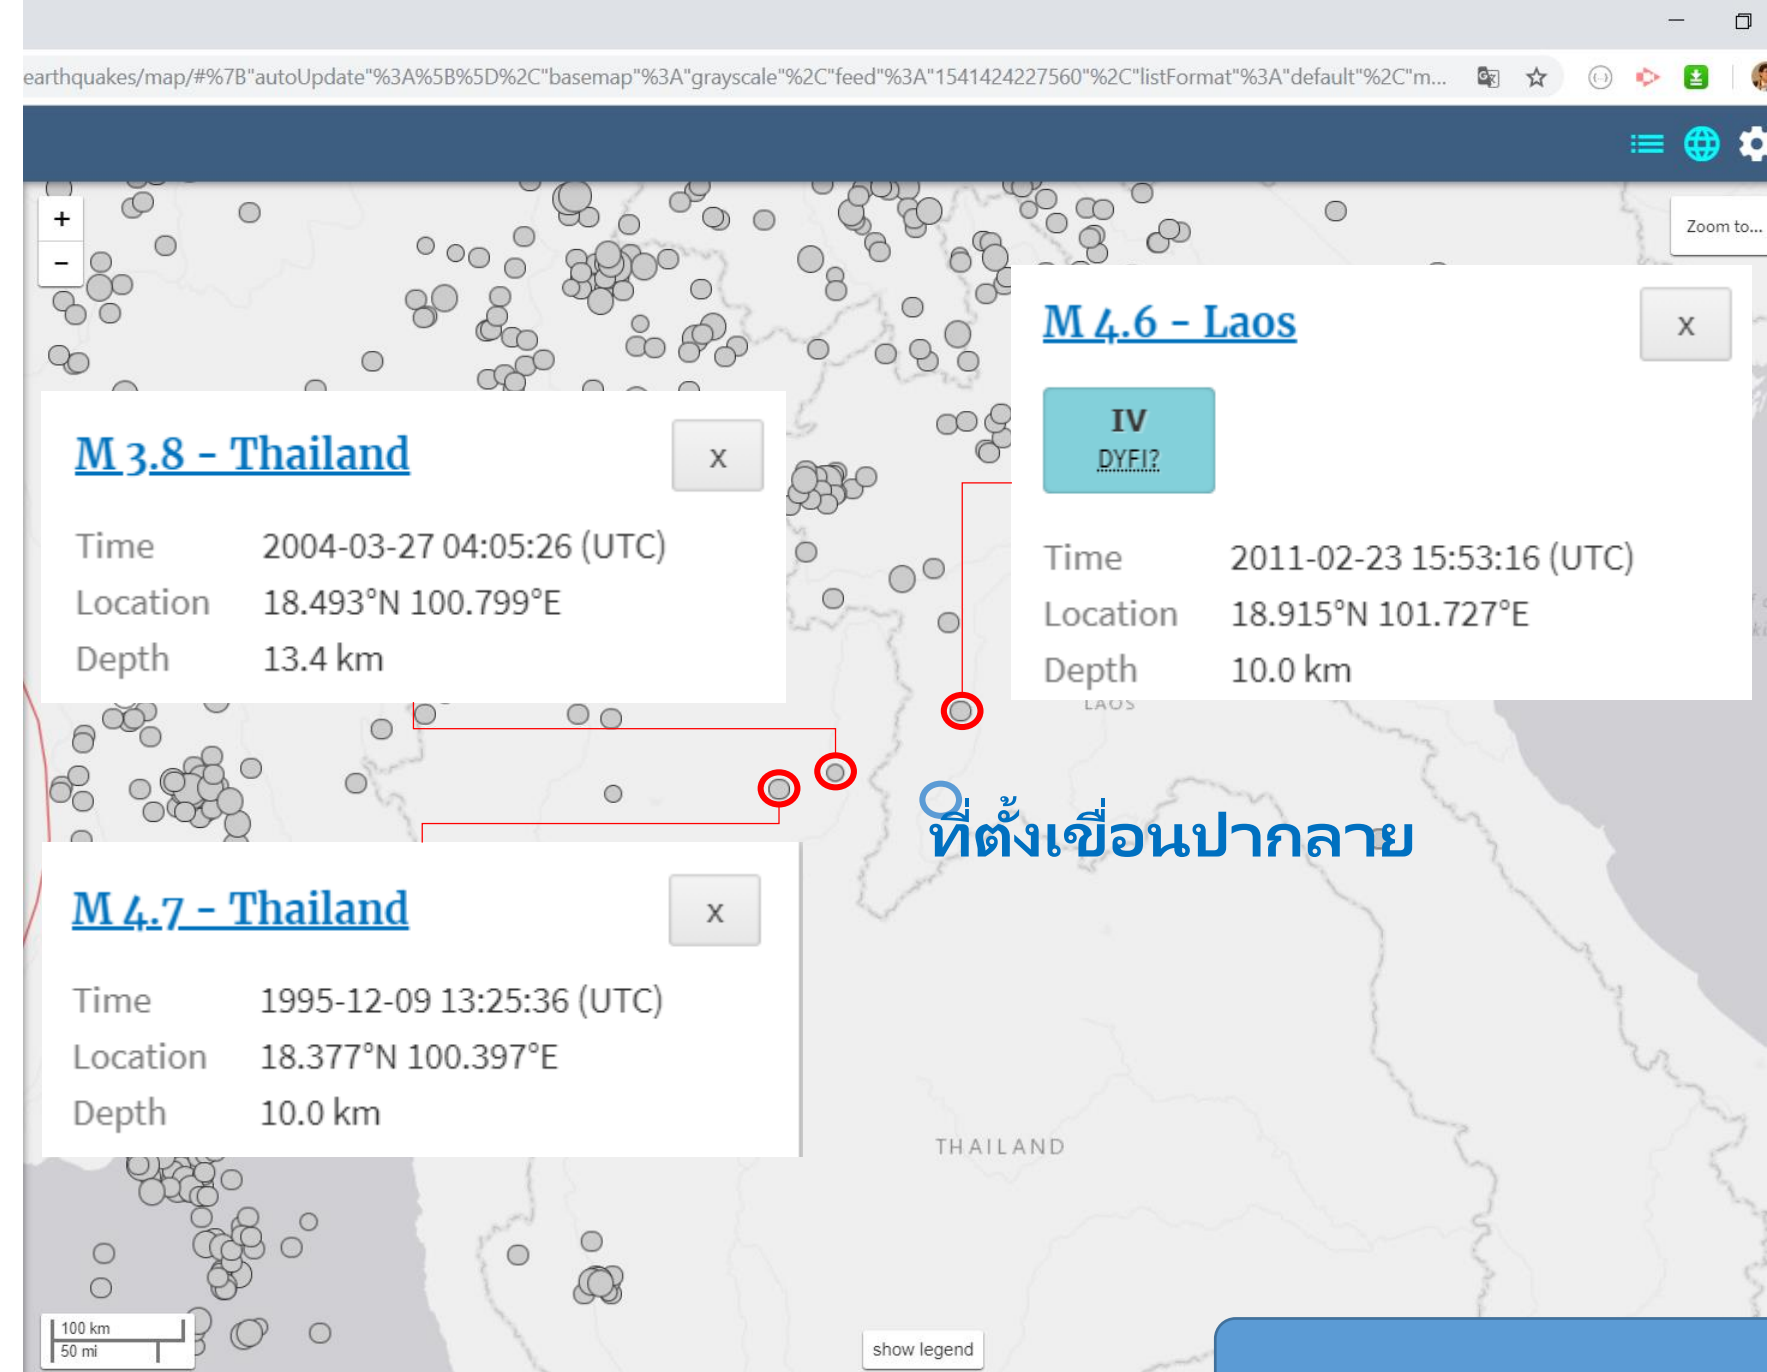 earthquakes/map/#%7B"autoUpdate"%3A%5B%5D%2C"basemap"%3A"grayscale"%2C"feed"%3A"1541424227560"%2C"listFormat"%3A"default"%2C"m...
+
−
Zoom to...
M 4.6 - Laos
x
IV
DYFI?
Time 2011-02-23 15:53:16 (UTC)
Location 18.915°N 101.727°E
Depth 10.0 km
M 3.8 - Thailand
x
Time 2004-03-27 04:05:26 (UTC)
Location 18.493°N 100.799°E
Depth 13.4 km
LAOS
ที่ตั้งเขื่อนปากลาย
M 4.7 - Thailand
x
Time 1995-12-09 13:25:36 (UTC)
Location 18.377°N 100.397°E
Depth 10.0 km
THAILAND
100 km
50 mi
show legend